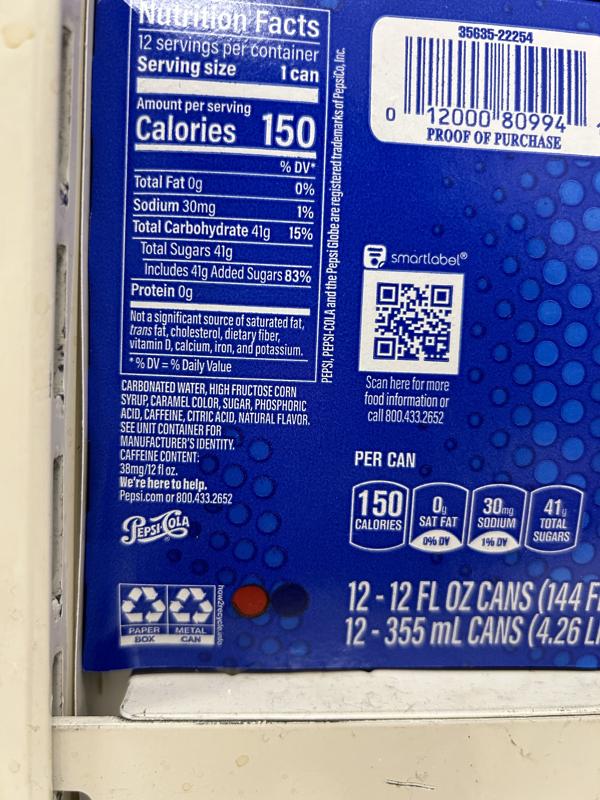 Nutrition Facts
12 servings per container
Serving size 1 can
Amount per serving
Calories 150
% DV*
Total Fat 0g 0%
Sodium 30mg 1%
Total Carbohydrate 41g 15%
Total Sugars 41g
Includes 41g Added Sugars 83%
Protein 0g
Not a significant source of saturated fat,
trans fat, cholesterol, dietary fiber,
vitamin D, calcium, iron, and potassium.
* % DV = % Daily Value
CARBONATED WATER, HIGH FRUCTOSE CORN
SYRUP, CARAMEL COLOR, SUGAR, PHOSPHORIC
ACID, CAFFEINE, CITRIC ACID, NATURAL FLAVOR.
SEE UNIT CONTAINER FOR
MANUFACTURER'S IDENTITY.
CAFFEINE CONTENT:
38mg/12 fl oz.
We're here to help.
Pepsi.com or 800.433.2652
PEPSI-COLA
PAPER
BOX
METAL
CAN
how2recycle.info
PEPSI, PEPSI-COLA and the Pepsi Globe are registered trademarks of PepsiCo, Inc.
35635-22254
0 12000 80994
PROOF OF PURCHASE
smartlabel®
Scan here for more
food information or
call 800.433.2652
PER CAN
150
CALORIES
0g
SAT FAT
0% DV
30mg
SODIUM
1% DV
41g
TOTAL
SUGARS
12 - 12 FL OZ CANS (144 F
12 - 355 mL CANS (4.26 L